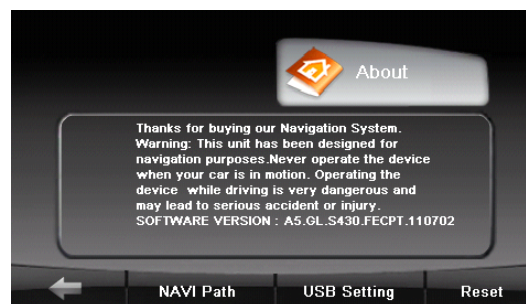 About
Thanks for buying our Navigation System.
Warning: This unit has been designed for
navigation purposes.Never operate the device
when your car is in motion. Operating the
device while driving is very dangerous and
may lead to serious accident or injury.
SOFTWARE VERSION : A5.GL.S430.FECPT.110702
NAVI Path USB Setting Reset